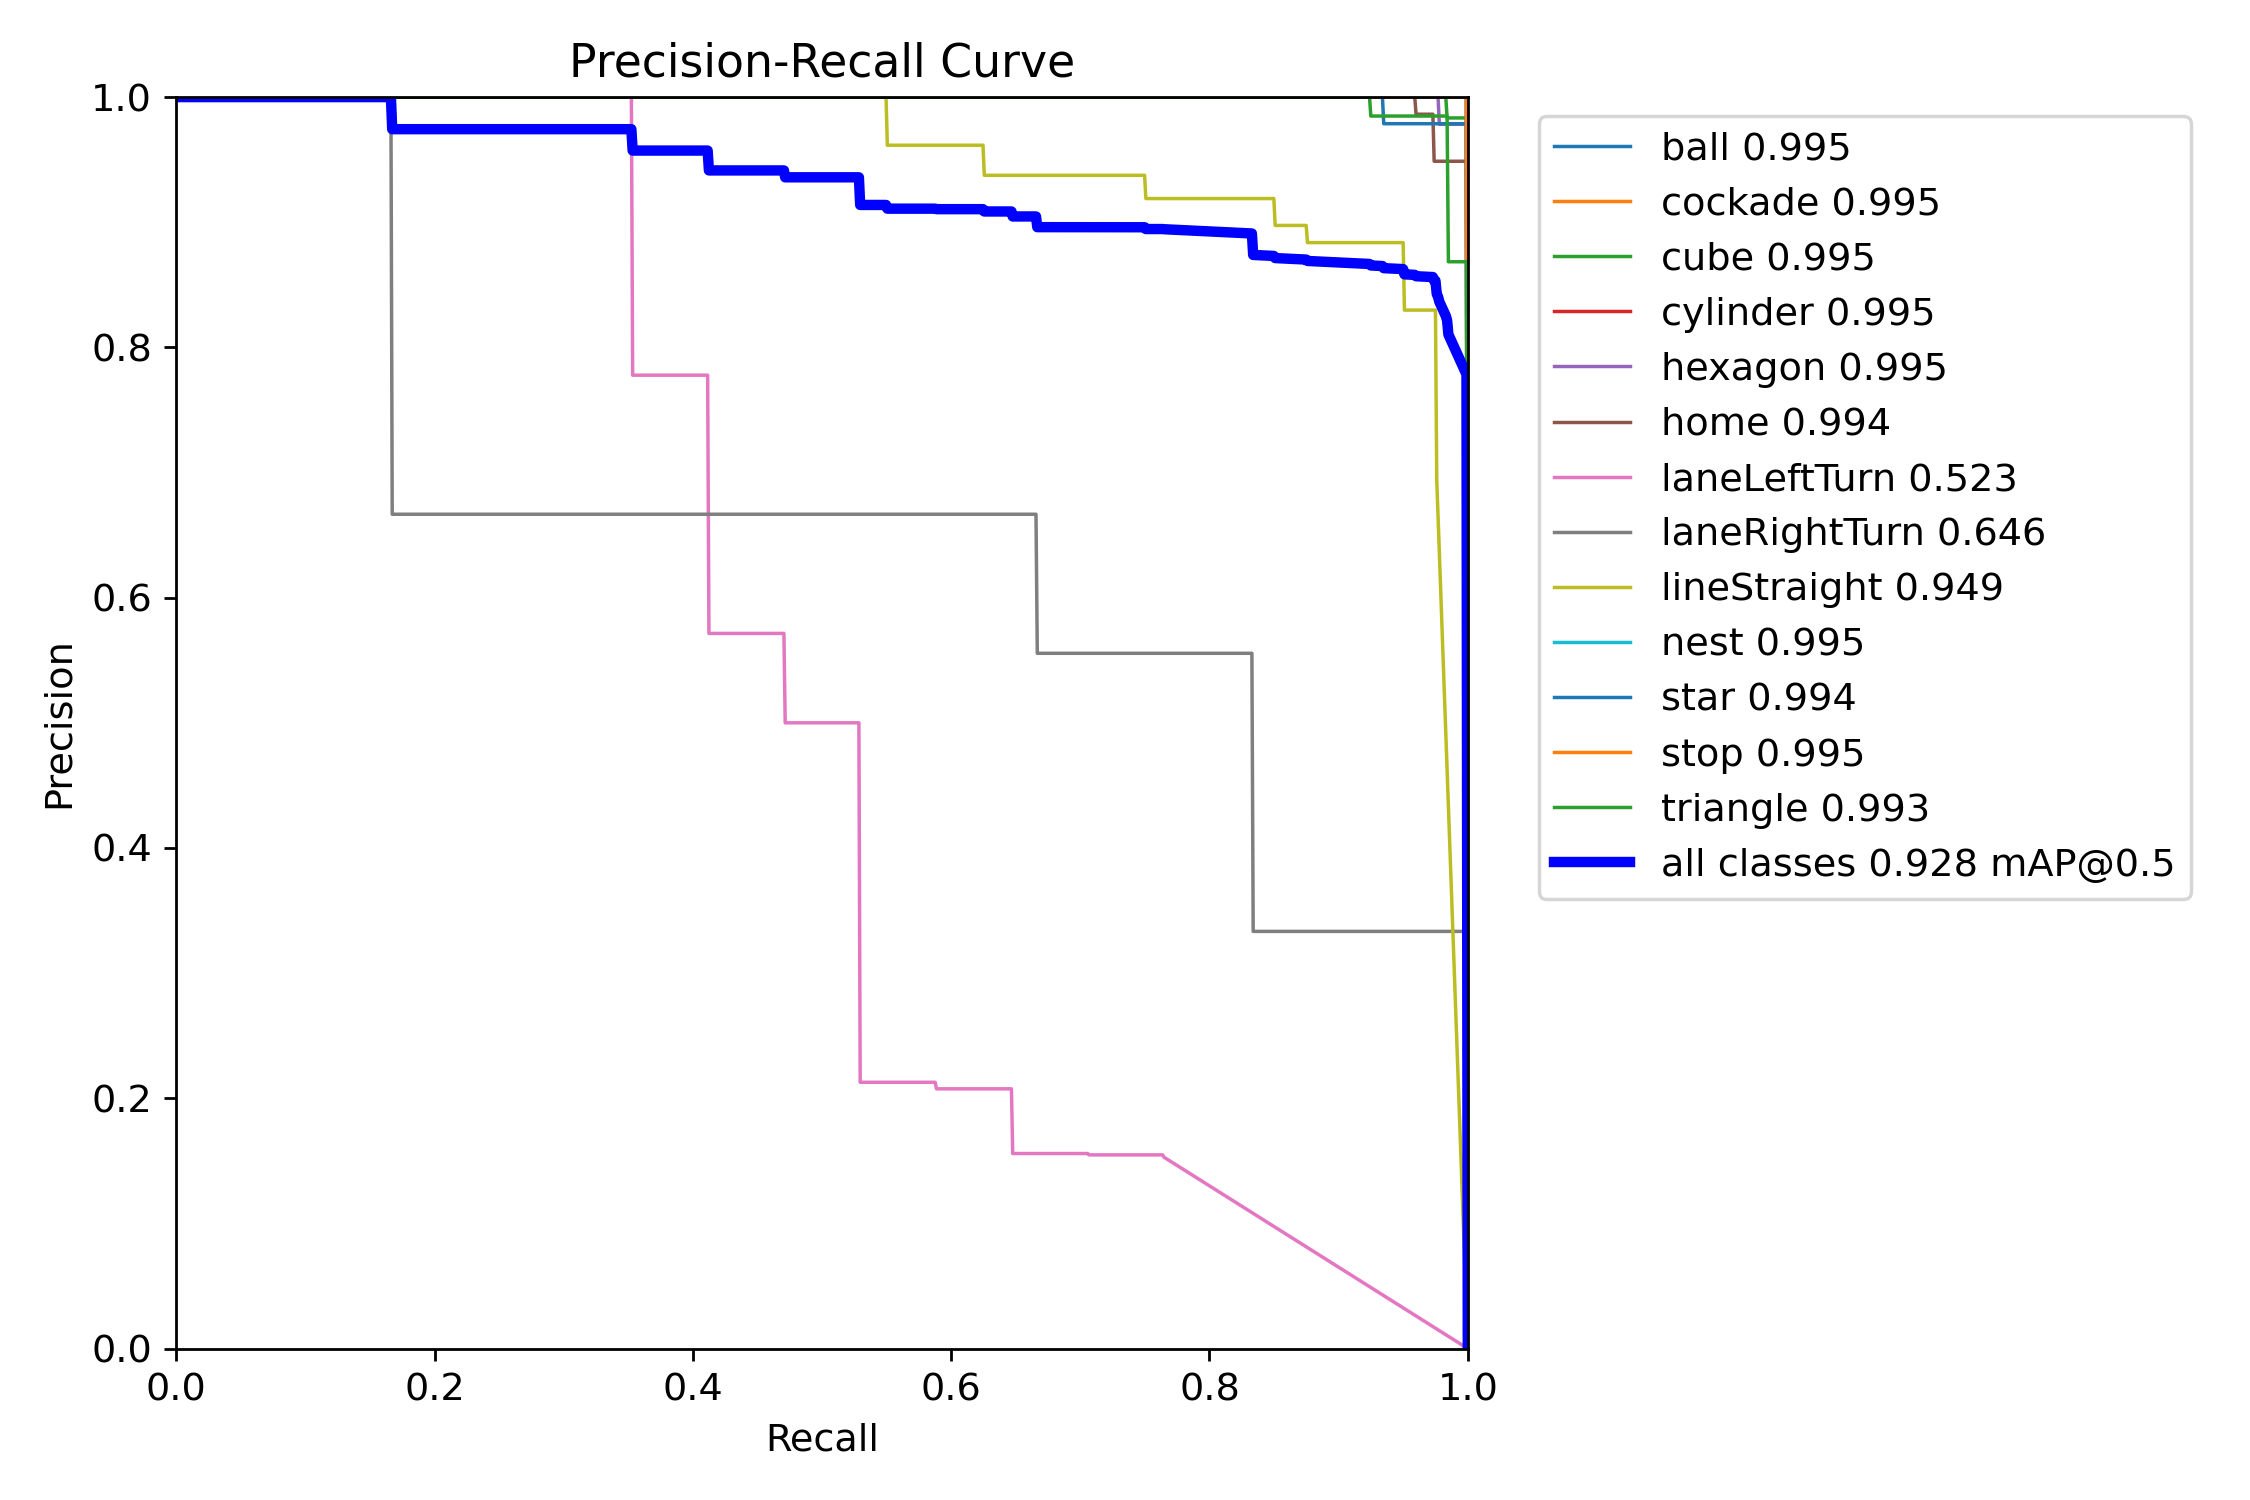 Precision-Recall Curve
1.0
0.8
0.6
0.4
0.2
0.0
Precision
0.0 0.2 0.4 0.6 0.8 1.0
Recall
ball 0.995
cockade 0.995
cube 0.995
cylinder 0.995
hexagon 0.995
home 0.994
laneLeftTurn 0.523
laneRightTurn 0.646
lineStraight 0.949
nest 0.995
star 0.994
stop 0.995
triangle 0.993
all classes 0.928 mAP@0.5